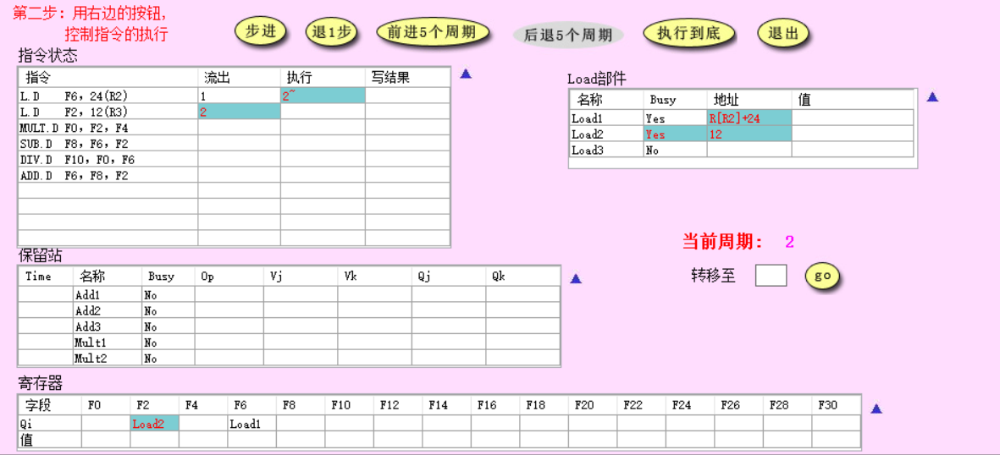 第二步：用右边的按钮，
控制指令的执行
步进 退1步 前进5个周期 后退5个周期 执行到底 退出
指令状态
指令 流出 执行 写结果
L.D F6, 24(R2) 1 2~
L.D F2, 12(R3) 2
MULT.D F0, F2, F4
SUB.D F8, F6, F2
DIV.D F10, F0, F6
ADD.D F6, F8, F2
Load部件
名称 Busy 地址 值
Load1 Yes R[R2]+24
Load2 Yes 12
Load3 No
当前周期： 2
转移至 go
保留站
Time 名称 Busy Op Vj Vk Qj Qk
Add1 No
Add2 No
Add3 No
Mult1 No
Mult2 No
寄存器
字段 F0 F2 F4 F6 F8 F10 F12 F14 F16 F18 F20 F22 F24 F26 F28 F30
Qi Load2 Load1
值